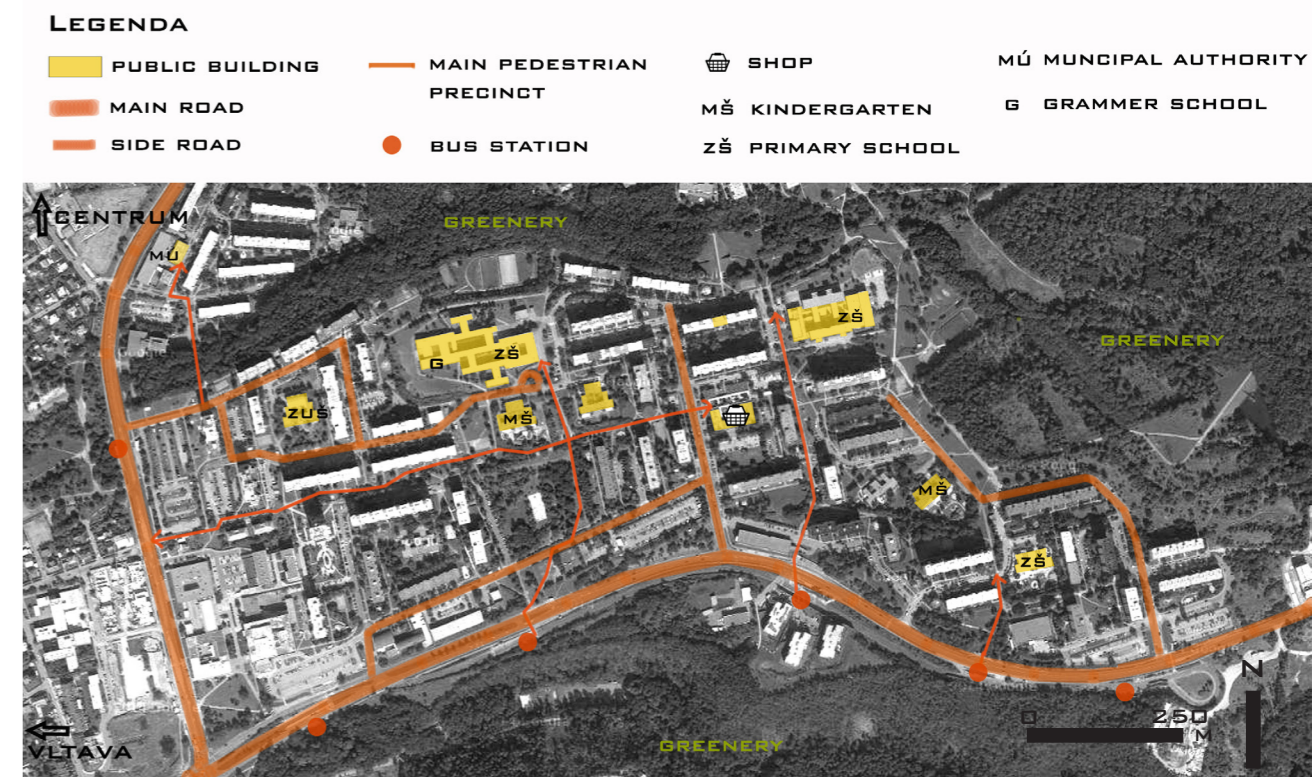 LEGENDA
PUBLIC BUILDING
MAIN ROAD
SIDE ROAD
MAIN PEDESTRIAN
PRECINCT
BUS STATION
SHOP
MŠ KINDERGARTEN
ZŠ PRIMARY SCHOOL
MÚ MUNCIPAL AUTHORITY
G GRAMMER SCHOOL
CENTRUM
GREENERY
MÚ
ZŠ
GREENERY
ZŠ
G
ZUŠ
MŠ
MŠ
ZŠ
N
0 250
M
VLTAVA
GREENERY